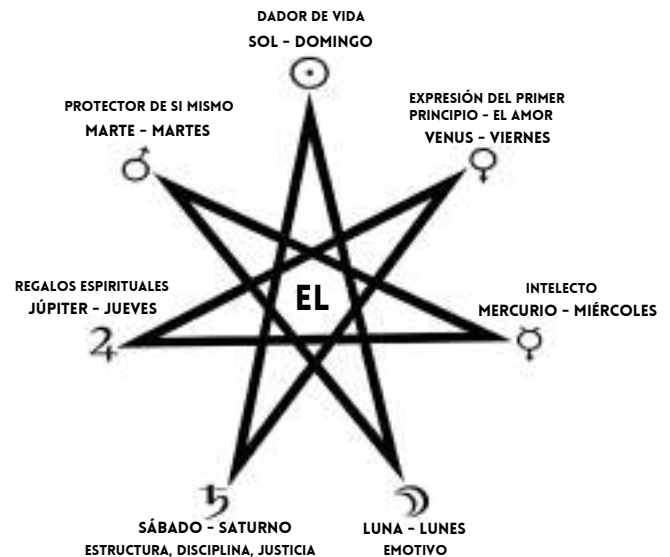 DADOR DE VIDA
SOL - DOMINGO
PROTECTOR DE SI MISMO
MARTE - MARTES
EXPRESIÓN DEL PRIMER
PRINCIPIO - EL AMOR
VENUS - VIERNES
REGALOS ESPIRITUALES
JÚPITER - JUEVES
EL
INTELECTO
MERCURIO - MIÉRCOLES
SÁBADO - SATURNO
ESTRUCTURA, DISCIPLINA, JUSTICIA
LUNA - LUNES
EMOTIVO